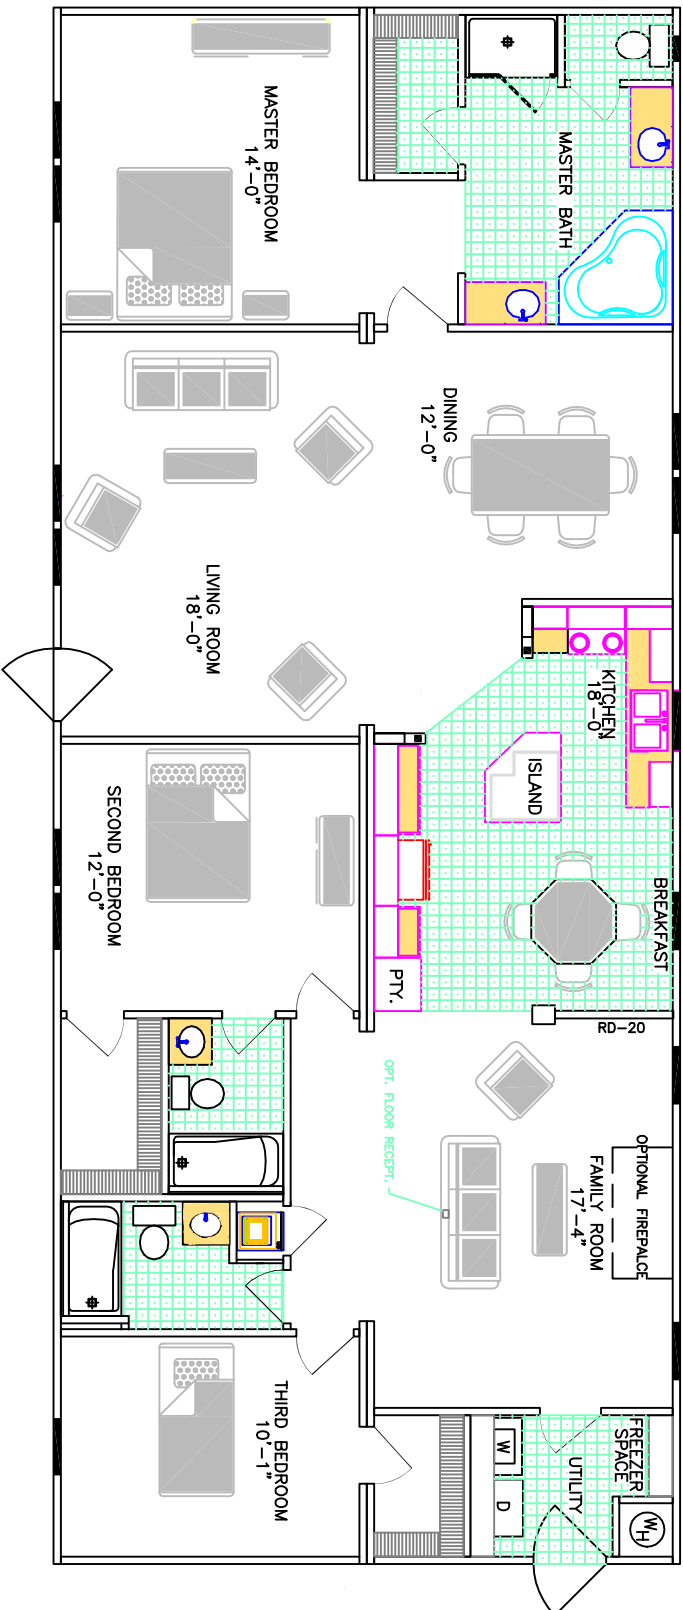 MASTER BEDROOM
14'-0"
MASTER BATH
DINING
12'-0"
LIVING ROOM
18'-0"
KITCHEN
18'-0"
ISLAND
BREAKFAST
PTY.
RD-20
SECOND BEDROOM
12'-0"
OPT. FLOOR RECEPT.
OPTIONAL FIREPALCE
FAMILY ROOM
17'-4"
THIRD BEDROOM
10'-1"
FREEZER
SPACE
UTILITY
W
D
WH